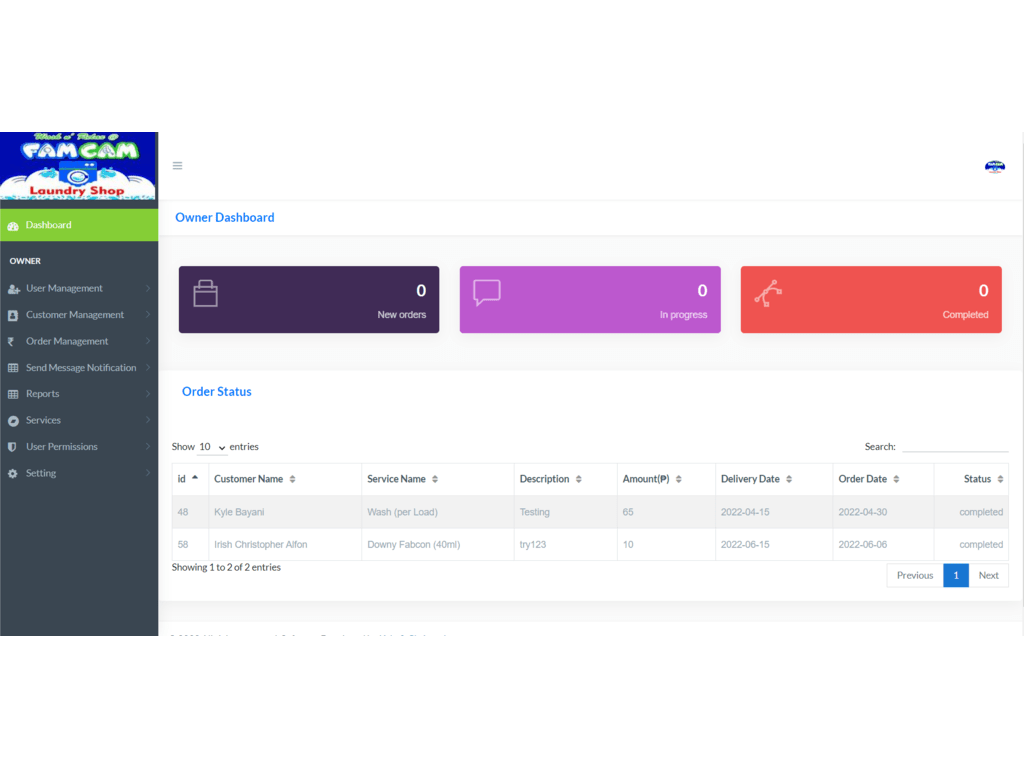 Wash n' Relax @
FAMCAM
Laundry Shop
Dashboard
OWNER
User Management
Customer Management
₹ Order Management
Send Message Notification
Reports
Services
User Permissions
Setting
Owner Dashboard
0
New orders
0
In progress
0
Completed
Order Status
Show 10 entries
Search:
id Customer Name Service Name Description Amount(₱) Delivery Date Order Date Status
48 Kyle Bayani Wash (per Load) Testing 65 2022-04-15 2022-04-30 completed
58 Irish Christopher Alfon Downy Fabcon (40ml) try123 10 2022-06-15 2022-06-06 completed
Showing 1 to 2 of 2 entries
Previous 1 Next